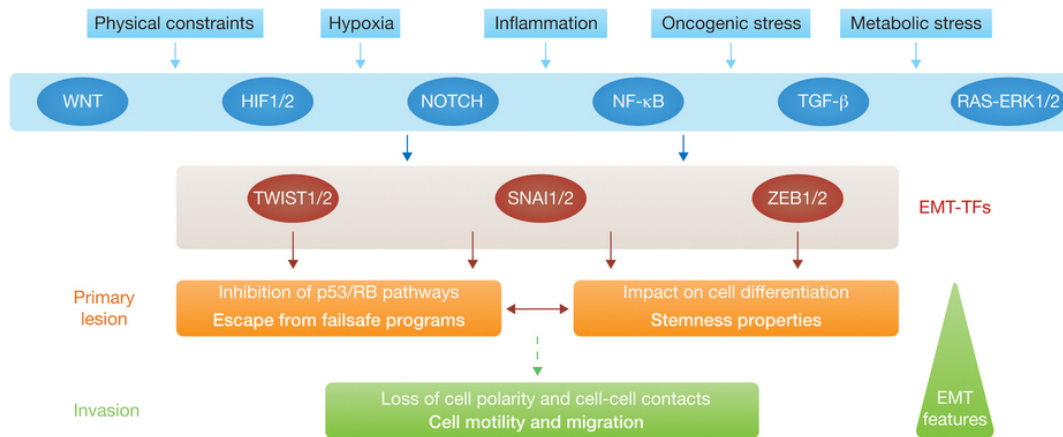 Physical constraints
Hypoxia
Inflammation
Oncogenic stress
Metabolic stress
WNT
HIF1/2
NOTCH
NF-κB
TGF-β
RAS-ERK1/2
TWIST1/2
SNAI1/2
ZEB1/2
EMT-TFs
Primary
lesion
Inhibition of p53/RB pathways
Escape from failsafe programs
Impact on cell differentiation
Stemness properties
Invasion
Loss of cell polarity and cell-cell contacts
Cell motility and migration
EMT
features